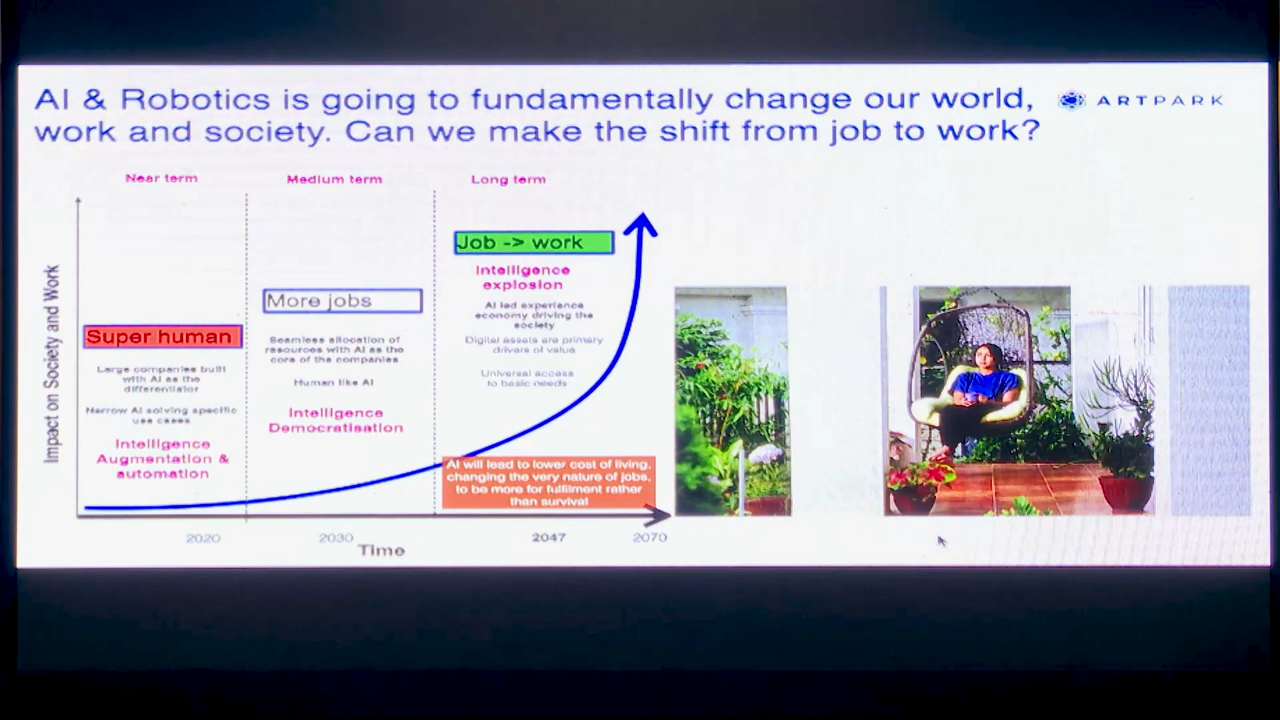 AI & Robotics is going to fundamentally change our world,
work and society. Can we make the shift from job to work?
ARTPARK
Near term
Medium term
Long term
Impact on Society and Work
Super human
Large companies built
with AI as the
differentiator
Narrow AI solving specific
use cases
Intelligence
Augmentation &
automation
More jobs
Seamless allocation of
resources with AI as the
core of the companies
Human like AI
Intelligence
Democratisation
Job -> work
Intelligence
explosion
AI led experience
economy driving the
society
Digital assets are primary
drivers of value
Universal access
to basic needs
AI will lead to lower cost of living,
changing the very nature of jobs,
to be more for fulfilment rather
than survival
2020
2030
2047
2070
Time